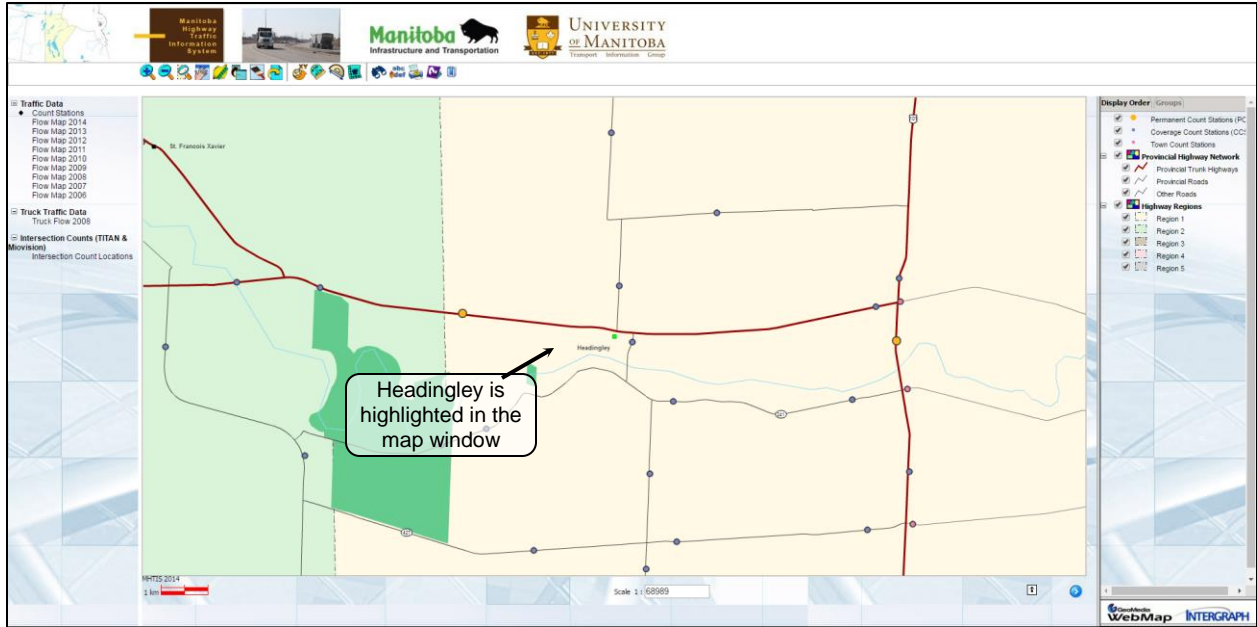 Manitoba
Highway
Traffic
Information
System
Manitoba
Infrastructure and Transportation
UNIVERSITY
OF MANITOBA
Transport Information Group
XY
abc
def
Traffic Data
Count Stations
Flow Map 2014
Flow Map 2013
Flow Map 2012
Flow Map 2011
Flow Map 2010
Flow Map 2009
Flow Map 2008
Flow Map 2007
Flow Map 2006
Truck Traffic Data
Truck Flow 2008
Intersection Counts (TITAN &
Miovision)
Intersection Count Locations
St. Francois Xavier
Headingley
Headingley is
highlighted in the
map window
MHTIS 2014
1 km
Scale 1 : 68989
Display Order Groups
Permanent Count Stations (PC
Coverage Count Stations (CCS
Town Count Stations
Provincial Highway Network
Provincial Trunk Highways
Provincial Roads
Other Roads
Highway Regions
Region 1
Region 2
Region 3
Region 4
Region 5
GeoMedia
WebMap INTERGRAPH